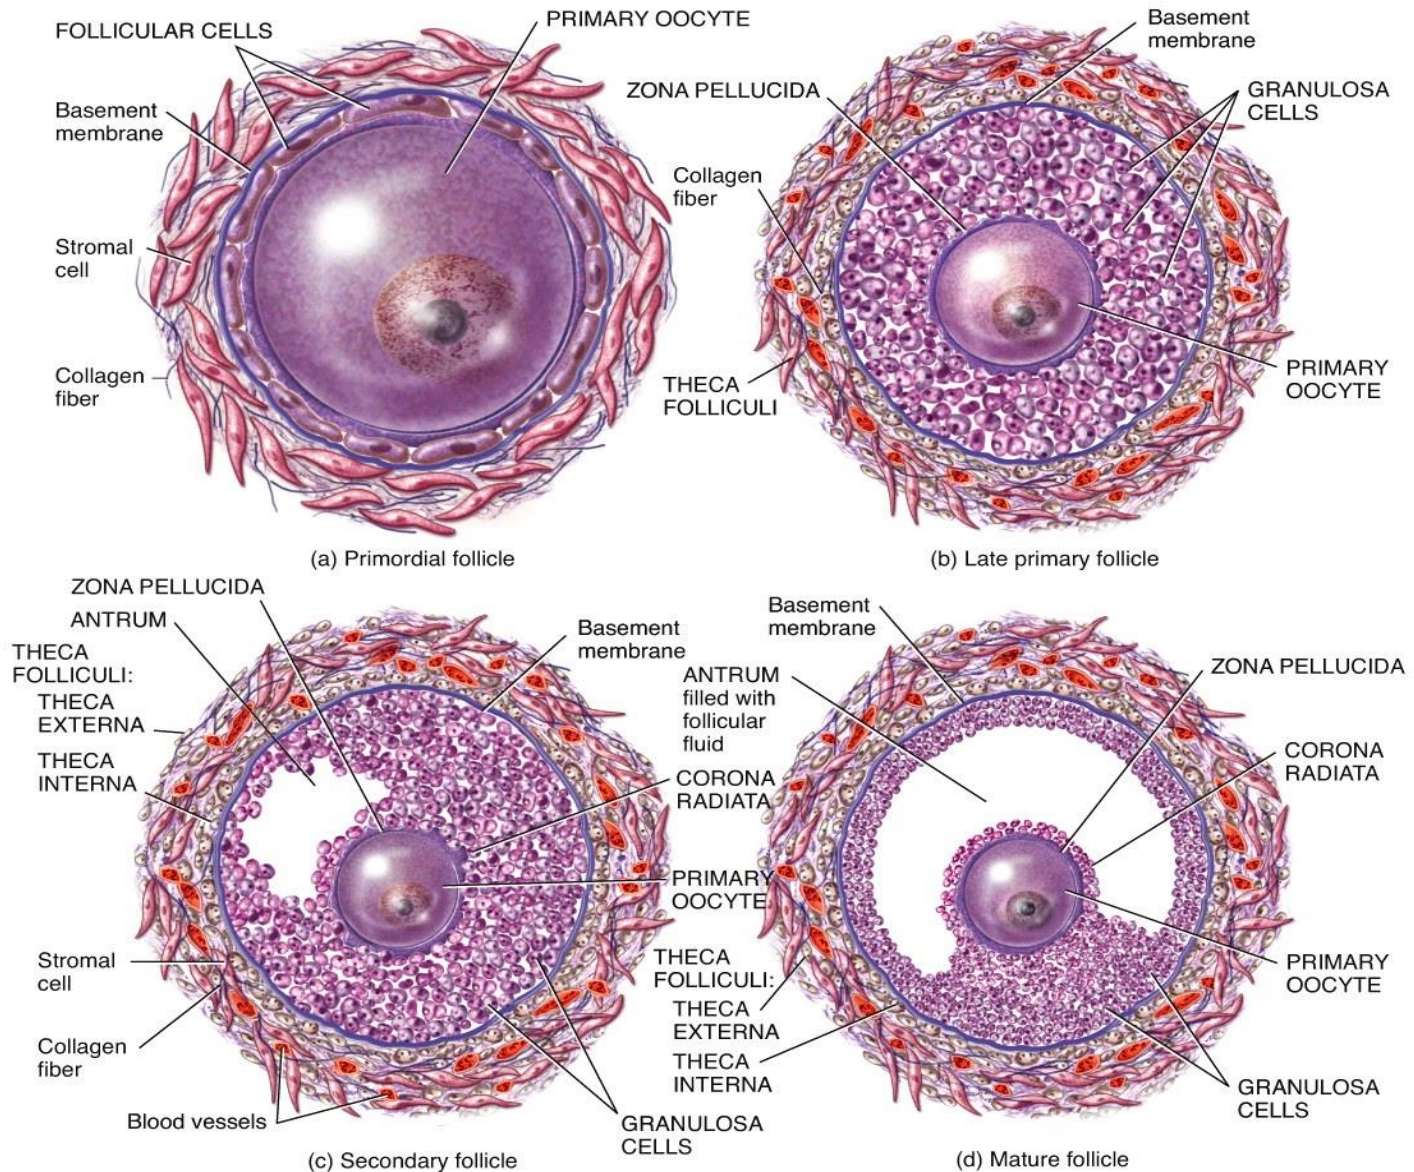 FOLLICULAR CELLS
PRIMARY OOCYTE
Basement
membrane
Stromal
cell
Collagen
fiber
(a) Primordial follicle
Basement
membrane
ZONA PELLUCIDA
GRANULOSA
CELLS
Collagen
fiber
THECA
FOLLICULI
PRIMARY
OOCYTE
(b) Late primary follicle
ZONA PELLUCIDA
ANTRUM
THECA
FOLLICULI:
THECA
EXTERNA
THECA
INTERNA
Basement
membrane
CORONA
RADIATA
PRIMARY
OOCYTE
Stromal
cell
Collagen
fiber
Blood vessels
GRANULOSA
CELLS
(c) Secondary follicle
Basement
membrane
ANTRUM
filled with
follicular
fluid
ZONA PELLUCIDA
CORONA
RADIATA
THECA
FOLLICULI:
THECA
EXTERNA
THECA
INTERNA
PRIMARY
OOCYTE
GRANULOSA
CELLS
(d) Mature follicle